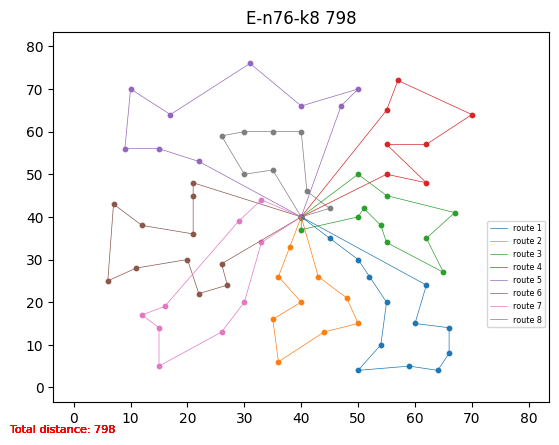 E-n76-k8 798
80
70
60
50
40
30
20
10
0
0 10 20 30 40 50 60 70 80
route 1
route 2
route 3
route 4
route 5
route 6
route 7
route 8
Total distance: 798